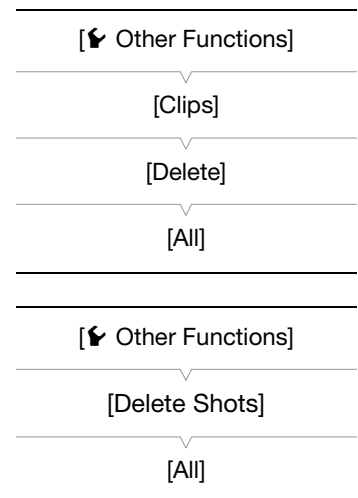 [ Other Functions]
[Clips]
[Delete]
[All]
[ Other Functions]
[Delete Shots]
[All]